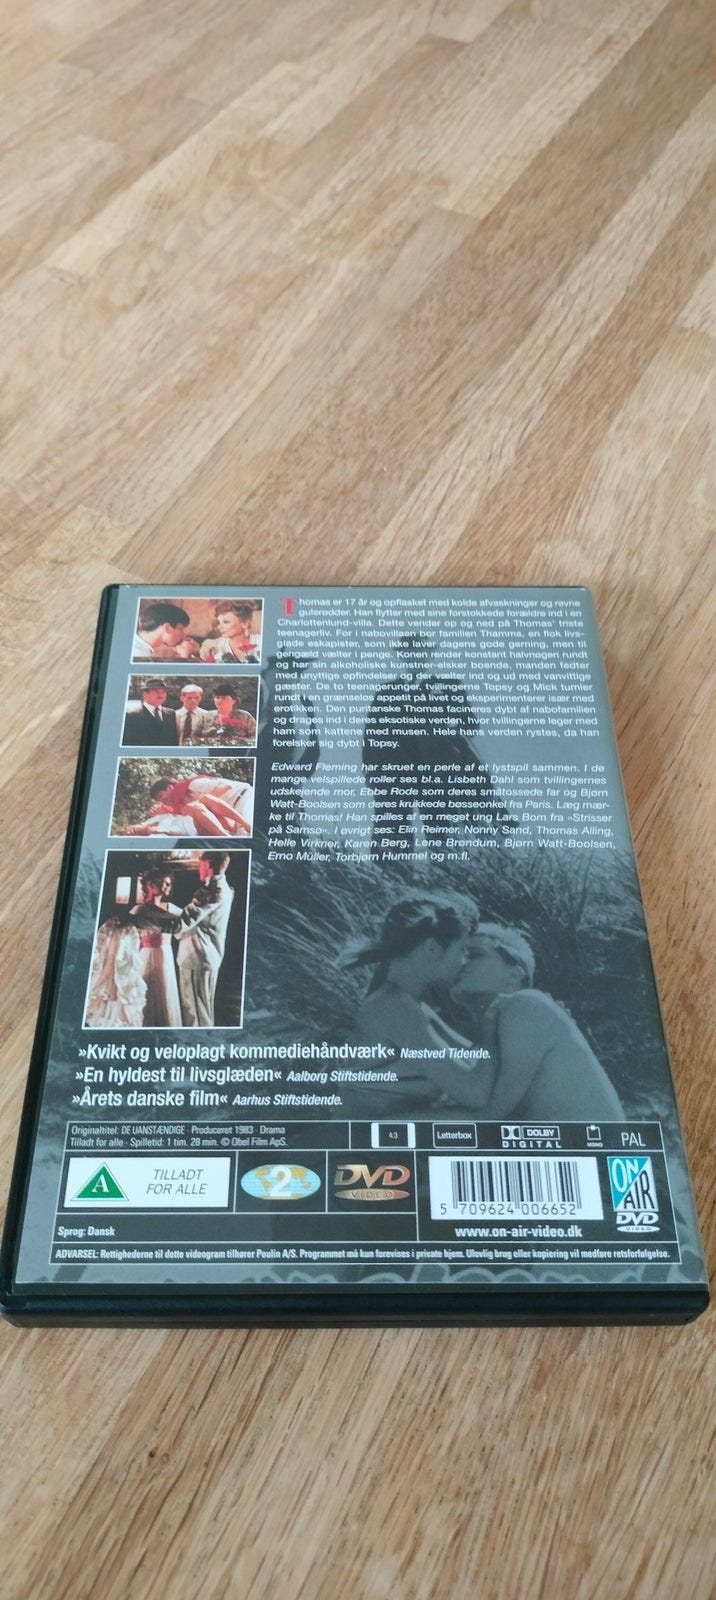 Thomas er 17 år og opflasket med kolde afvaskninger og revne
gulerødder. Han flytter med sine forstokkede forældre ind i en
Charlottenlund-villa. Dette vender op og ned på Thomas' triste
teenagerliv. For i nabovillaen bor familien Thamms, en flok livs-
glade eskapister, som ikke laver dagens gode gerning, men til
gengæld vælter i penge. Konen render konstant halvnøgen rundt
og har sin alkoholiske kunstner-elsker boende, manden fedter
med unyttige opfindelser og der vælter ind og ud med vanvittige
gæster. De to teenagerunger, tvillingerne Topsy og Mick tumler
rundt i en grænseløs appetit på livet og eksperimenterer især med
erotikken. Den puritanske Thomas facineres dybt af nabofamilien
og drages ind i deres eksotiske verden, hvor tvillingerne leger med
ham som kattene med musen. Hele hans verden rystes, da han
forelsker sig dybt i Topsy.
Edward Fleming har skruet en perle af et lystspil sammen. I de
mange velspillede roller ses bl.a. Lisbeth Dahl som tvillingernes
udskejende mor, Ebbe Rode som deres småtossede far og Bjørn
Watt-Boolsen som deres krukkede bøsseonkel fra Paris. Læg mær-
ke til Thomas! Han spilles af en meget ung Lars Bom fra »Strisser
på Samsø«. I øvrigt ses: Elin Reimer, Nonny Sand, Thomas Alling,
Helle Virkner, Karen Berg, Lene Brøndum, Bjørn Watt-Boolsen,
Erno Müller, Torbjørn Hummel og m.fl.
»Kvikt og veloplagt kommediehåndværk« Næstved Tidende.
»En hyldest til livsglæden« Aalborg Stiftstidende.
»Årets danske film« Aarhus Stiftstidende.
Originaltitel: DE UANSTÆNDIGE · Produceret 1983 · Drama
Tilladt for alle · Spilletid: 1 tim. 28 min. © Obel Film ApS.
4:3
Letterbox
DOLBY
DIGITAL
MONO
PAL
A
TILLADT
FOR ALLE
2
DVD
VIDEO
5 709624 006652
www.on-air-video.dk
ON
AIR
DVD
VIDEO
Sprog: Dansk
ADVARSEL: Rettighederne til dette videogram tilhører Poulin A/S. Programmet må kun forevises i private hjem. Ulovlig brug eller kopiering vil medføre retsforfølgelse.